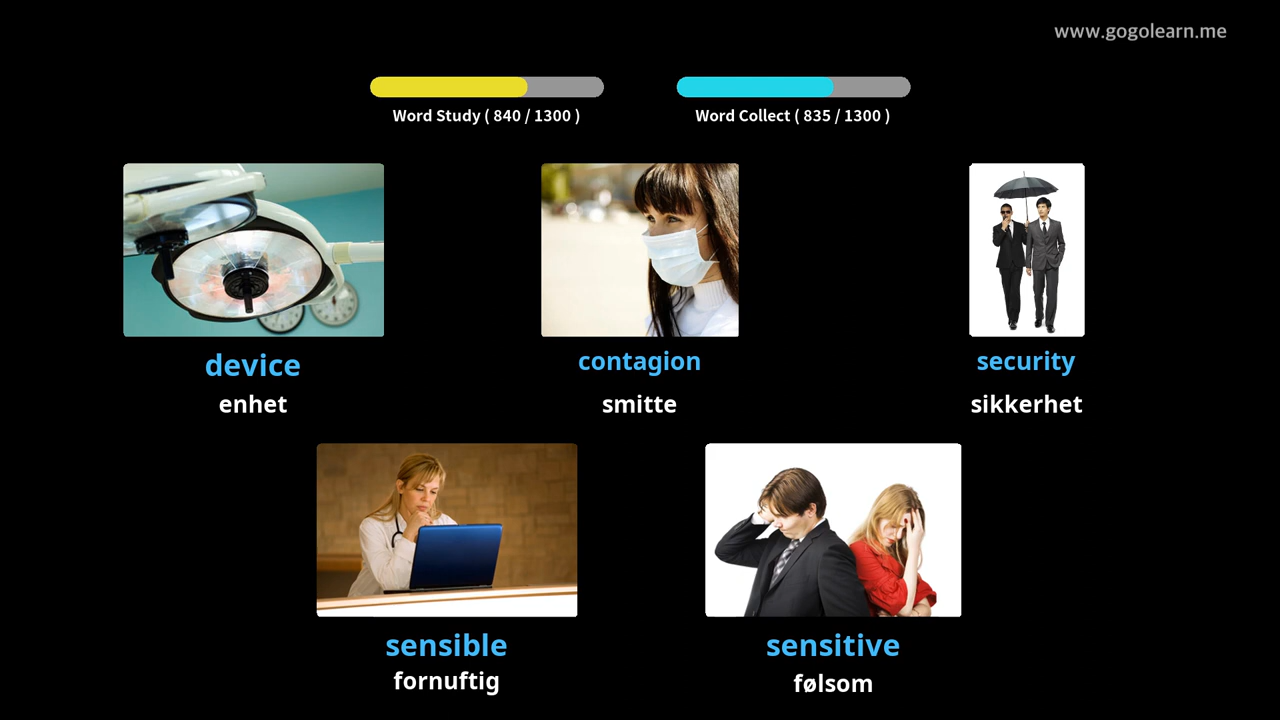 www.gogolearn.me
Word Study ( 840 / 1300 )
Word Collect ( 835 / 1300 )
device
contagion
security
enhet
smitte
sikkerhet
sensible
sensitive
fornuftig
følsom